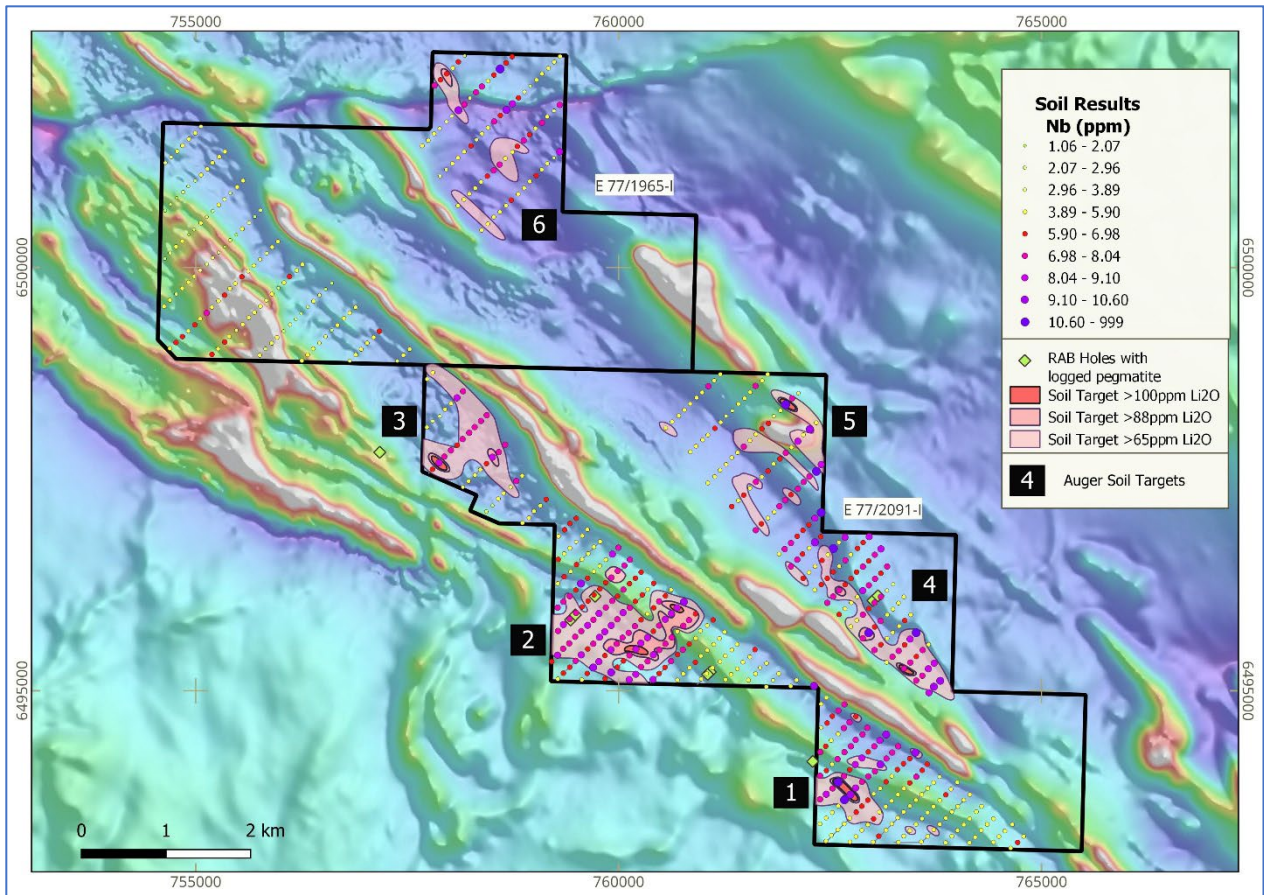 755000
760000
765000
Soil Results
Nb (ppm)
1.06 - 2.07
2.07 - 2.96
2.96 - 3.89
3.89 - 5.90
5.90 - 6.98
6.98 - 8.04
8.04 - 9.10
9.10 - 10.60
10.60 - 999
RAB Holes with
logged pegmatite
Soil Target >100ppm Li2O
Soil Target >88ppm Li2O
Soil Target >65ppm Li2O
4 Auger Soil Targets
E 77/1965-I
6
6500000
6500000
3
5
E 77/2091-I
4
2
6495000
6495000
1
0 1 2 km
755000
760000
765000